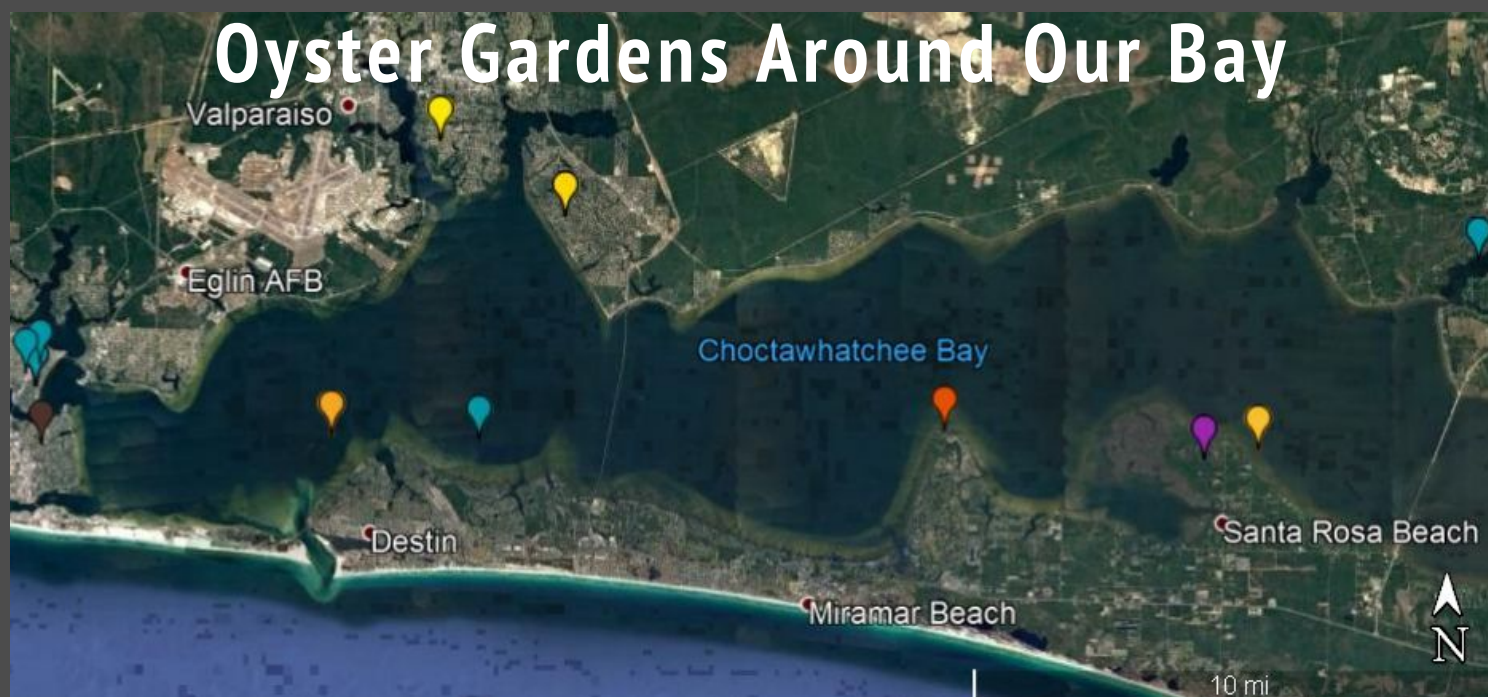 Oyster Gardens Around Our Bay
Valparaiso
Eglin AFB
Choctawhatchee Bay
Destin
Santa Rosa Beach
Miramar Beach
N
10 mi